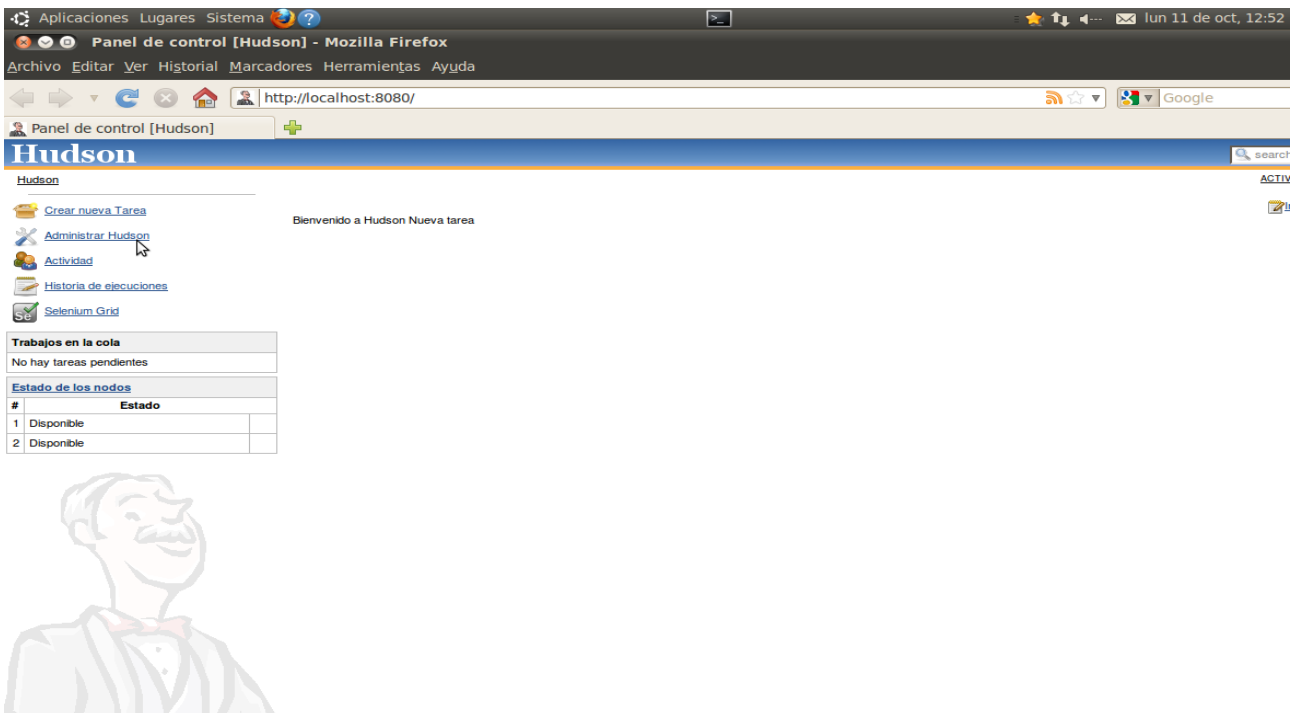 Aplicaciones Lugares Sistema lun 11 de oct, 12:52
Panel de control [Hudson] - Mozilla Firefox
Archivo Editar Ver Historial Marcadores Herramientas Ayuda
http://localhost:8080/ Google
Panel de control [Hudson]
Hudson search
Hudson ACTIV
Crear nueva Tarea
Bienvenido a Hudson Nueva tarea
Administrar Hudson
Actividad
Historia de ejecuciones
Se Selenium Grid
Trabajos en la cola
No hay tareas pendientes
Estado de los nodos
# Estado
1 Disponible
2 Disponible